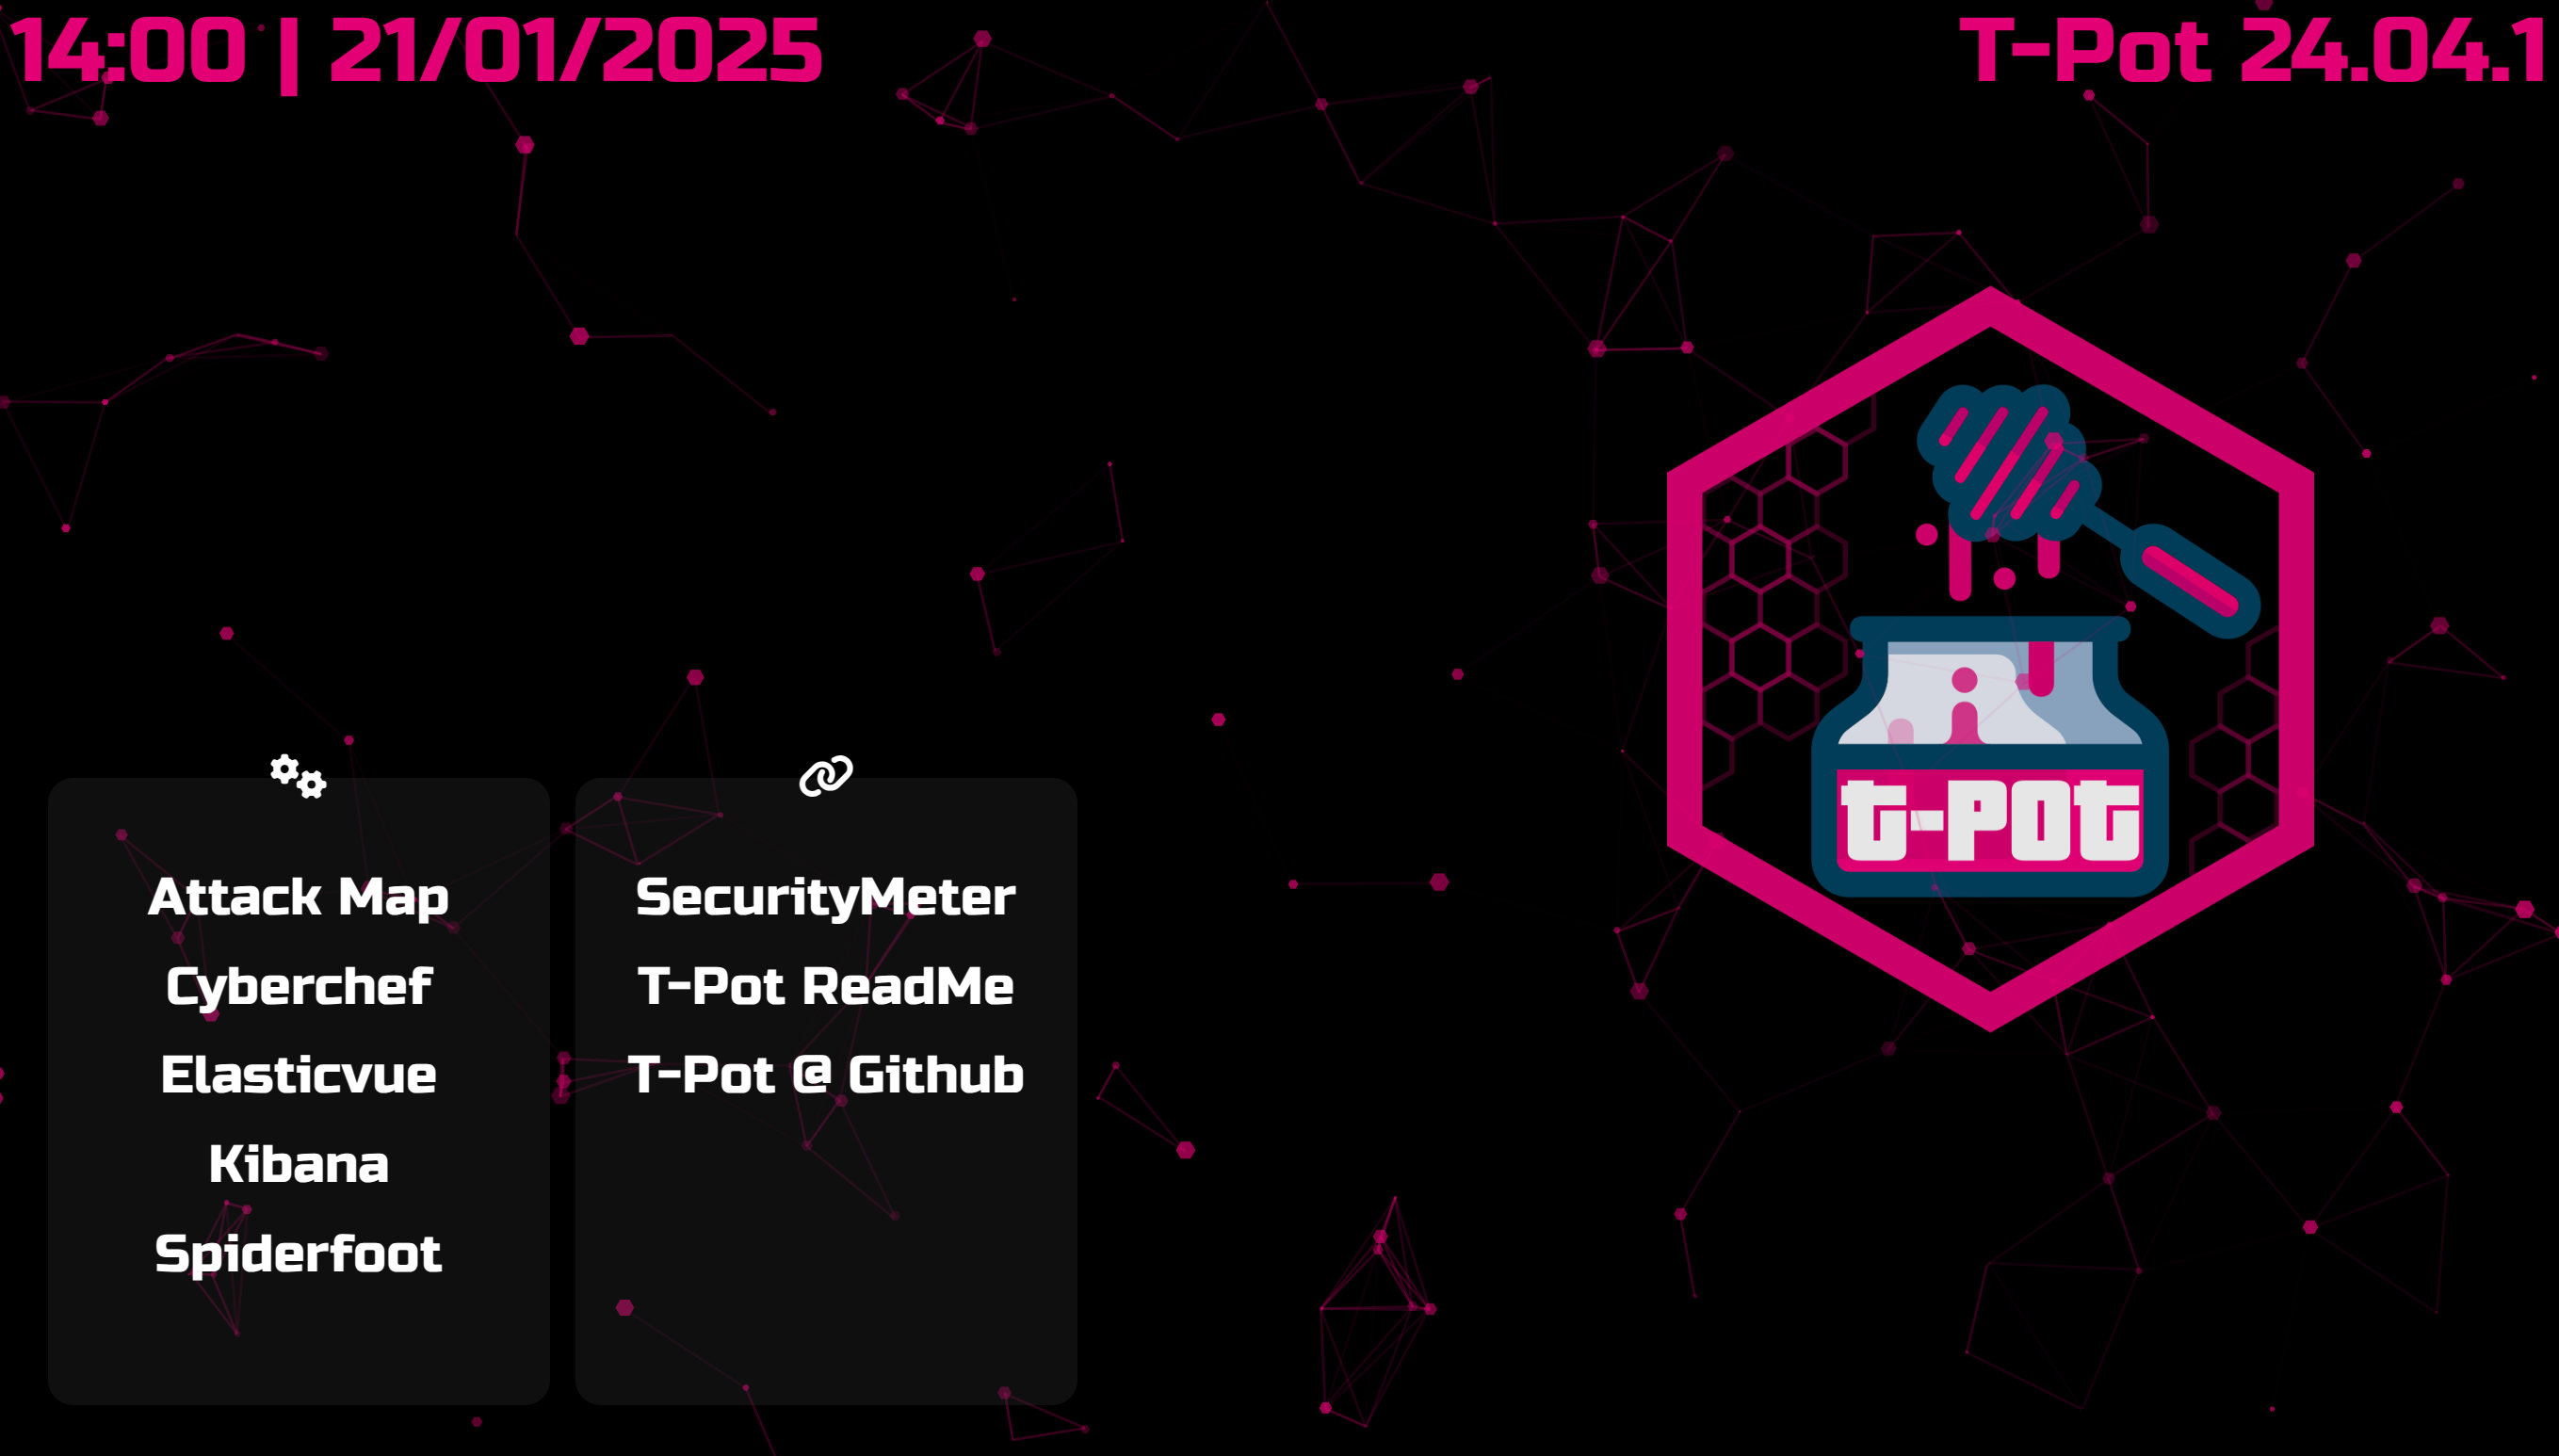 14:00 | 21/01/2025
T-Pot 24.04.1
Attack Map
Cyberchef
Elasticvue
Kibana
Spiderfoot
SecurityMeter
T-Pot ReadMe
T-Pot @ Github
t-pot